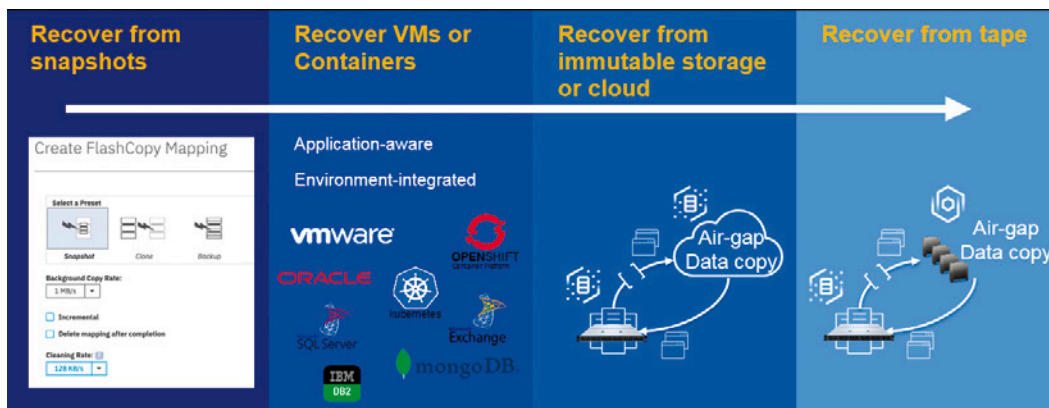 Recover from
snapshots
Create FlashCopy Mapping
Select a Preset
Snapshot
Clone
Backup
Background Copy Rate:
1 MB/s
Incremental
Delete mapping after completion
Cleaning Rate:
128 KB/s
Recover VMs or
Containers
Application-aware
Environment-integrated
vmware
OPENSHIFT
Container Platform
ORACLE
kubernetes
SQL Server
Exchange
IBM
DB2
mongoDB
Recover from
immutable storage
or cloud
Air-gap
Data copy
Recover from tape
Air-gap
Data copy